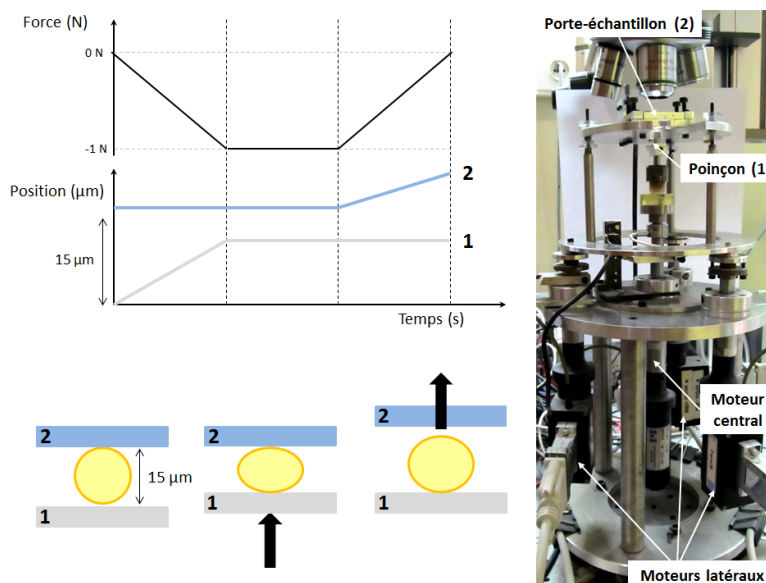 Force (N)
0 N
-1 N
Position (µm)
2
15 µm
1
Temps (s)
2
15 µm
1
2
1
2
1
Porte-échantillon (2)
Poinçon (1
Moteur
central
Moteurs latéraux